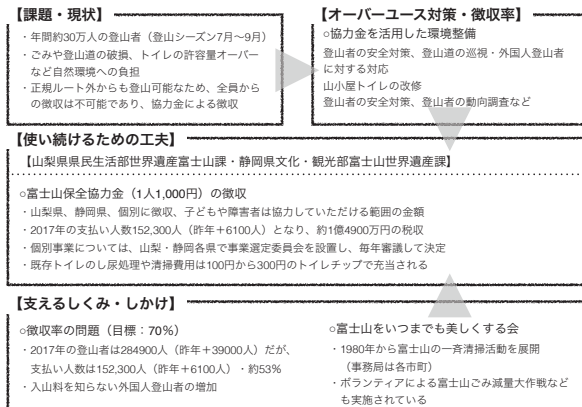 【課題・現状】
・年間約30万人の登山者（登山シーズン7月〜9月）
・ごみや登山道の破損、トイレの許容量オーバー
など自然環境への負担
・正規ルート外からも登山可能なため、全員から
の徴収は不可能であり、協力金による徴収
【オーバーユース対策・徴収率】
○協力金を活用した環境整備
登山者の安全対策、登山道の巡視・外国人登山者
に対する対応
山小屋トイレの改修
登山者の安全対策、登山者の動向調査など
【使い続けるための工夫】
【山梨県県民生活部世界遺産富士山課・静岡県文化・観光部富士山世界遺産課】
○富士山保全協力金（1人1,000円）の徴収
・山梨県、静岡県、個別に徴収、子どもや障害者は協力していただける範囲の金額
・2017年の支払い人数152,300人（昨年＋6100人）となり、約1億4900万円の税収
・個別事業については、山梨・静岡各県で事業選定委員会を設置し、毎年審議して決定
・既存トイレのし尿処理や清掃費用は100円から300円のトイレチップで充当される
【支えるしくみ・しかけ】
○徴収率の問題（目標：70%）
・2017年の登山者は284900人（昨年＋39000人）だが、
支払い人数は152,300人（昨年＋6100人）・約53%
・入山料を知らない外国人登山者の増加
○富士山をいつまでも美しくする会
・1980年から富士山の一斉清掃活動を展開
（事務局は各市町）
・ボランティアによる富士山ごみ減量大作戦など
も実施されている